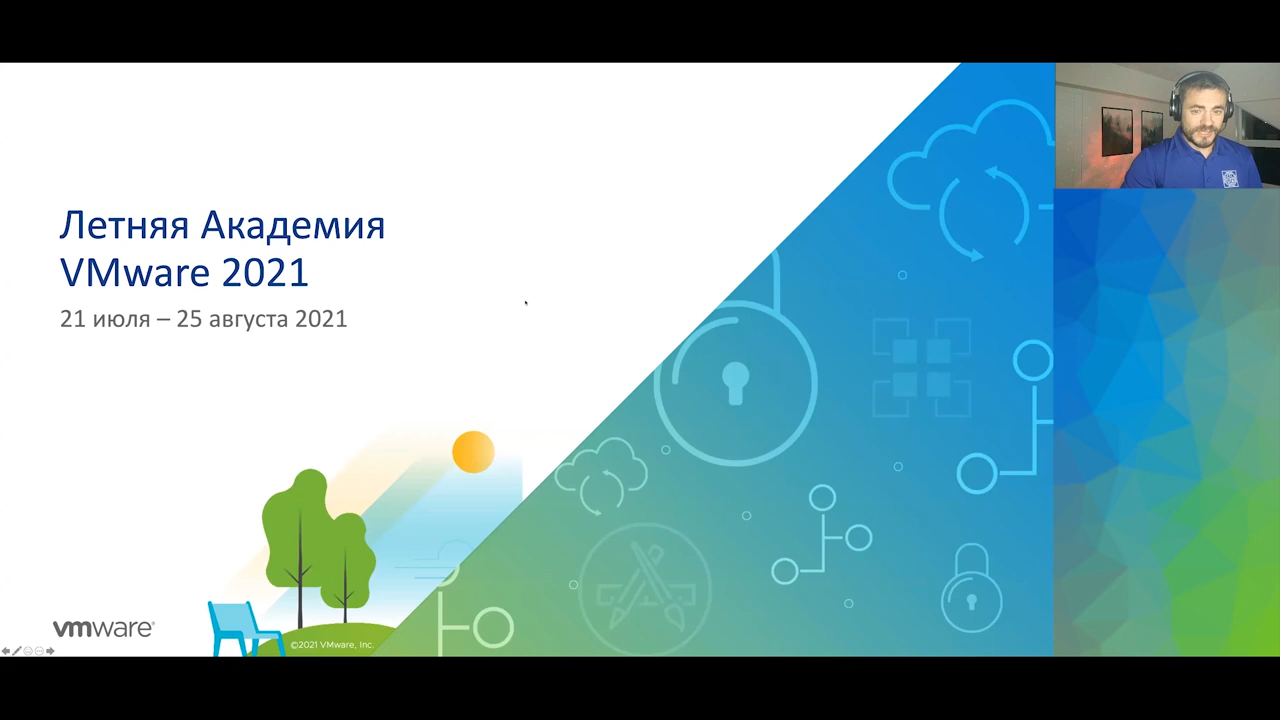 Летняя Академия
VMware 2021
21 июля – 25 августа 2021
vmware®
©2021 VMware, Inc.